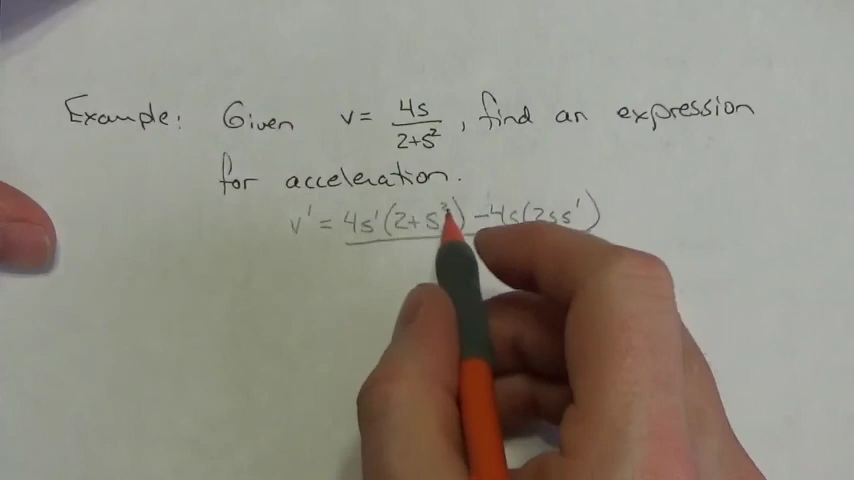 Example: Given v= 4s/2+s², find an expression
for acceleration.
v' = 4s'(2+s²) -4s(2ss')